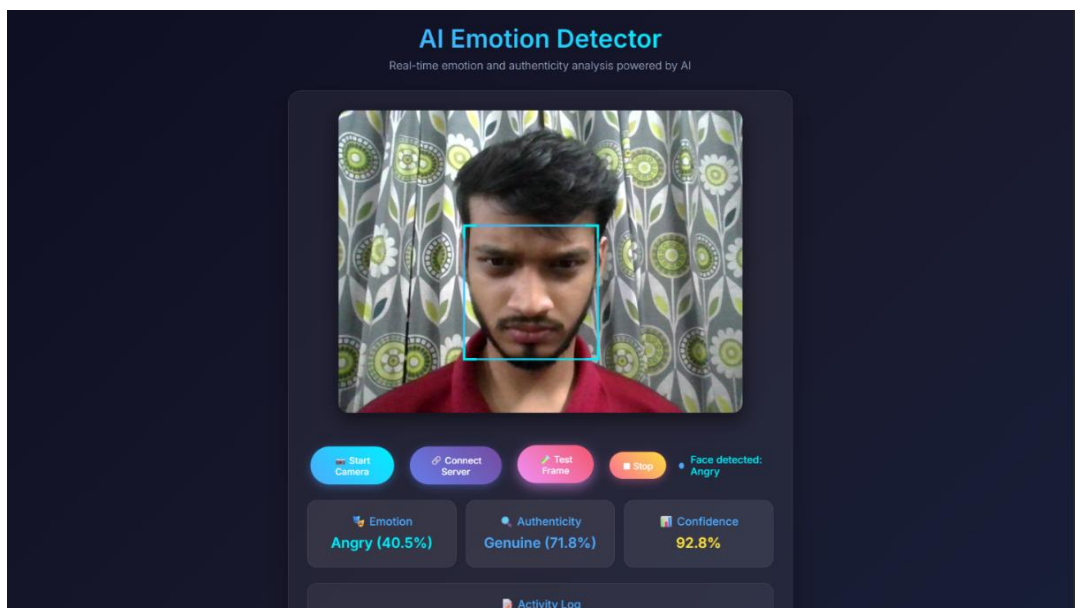 AI Emotion Detector
Real-time emotion and authenticity analysis powered by AI
Start
Camera
Connect
Server
Test
Frame
Stop
Face detected:
Angry
Emotion
Angry (40.5%)
Authenticity
Genuine (71.8%)
Confidence
92.8%
Activity Log